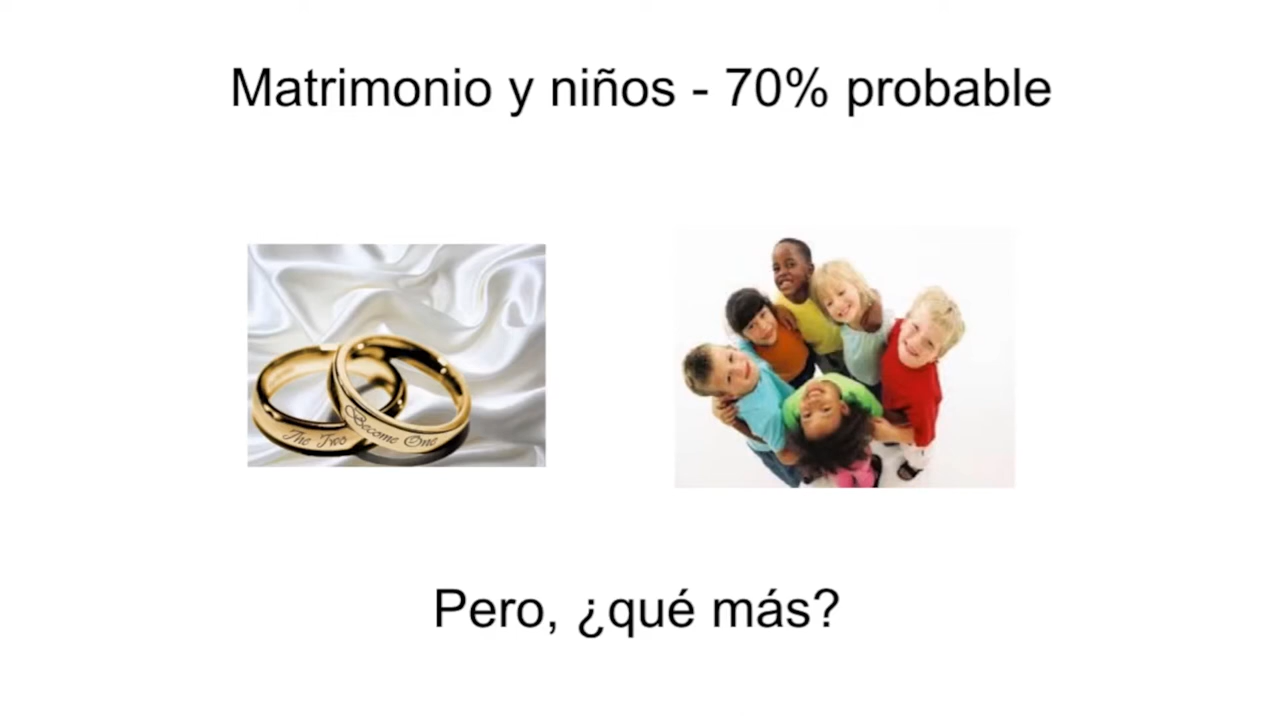 Matrimonio y niños - 70% probable
The Two
Become One
Pero, ¿qué más?